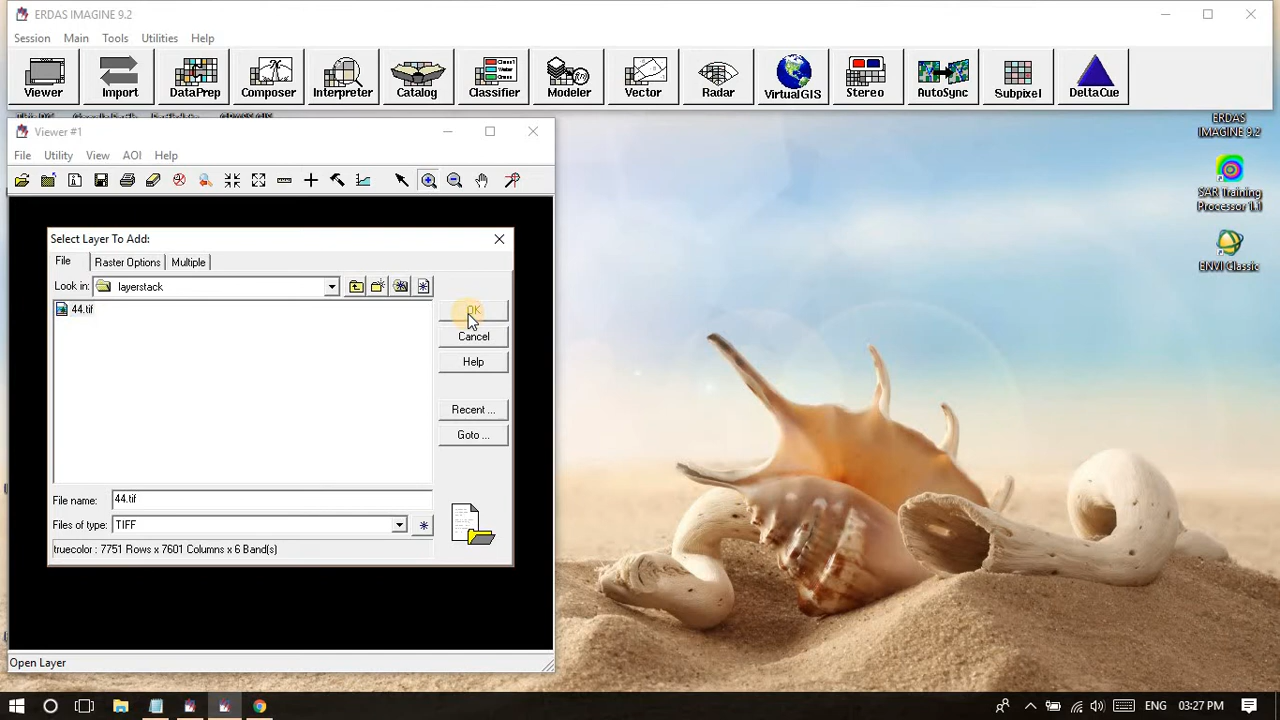 ERDAS IMAGINE 9.2
Session Main Tools Utilities Help
Viewer Import DataPrep Composer Interpreter Catalog Classifier Modeler Vector Radar VirtualGIS Stereo AutoSync Subpixel DeltaCue
Viewer #1
File Utility View AOI Help
Select Layer To Add:
File Raster Options Multiple
Look in: layerstack
44.tif
OK
Cancel
Help
Recent ...
Goto ...
File name: 44.tif
Files of type: TIFF
truecolor : 7751 Rows x 7601 Columns x 6 Band(s)
Open Layer
ERDAS
IMAGINE 9.2
SAR Training
Processor 1.1
ENVI Classic
ENG 03:27 PM